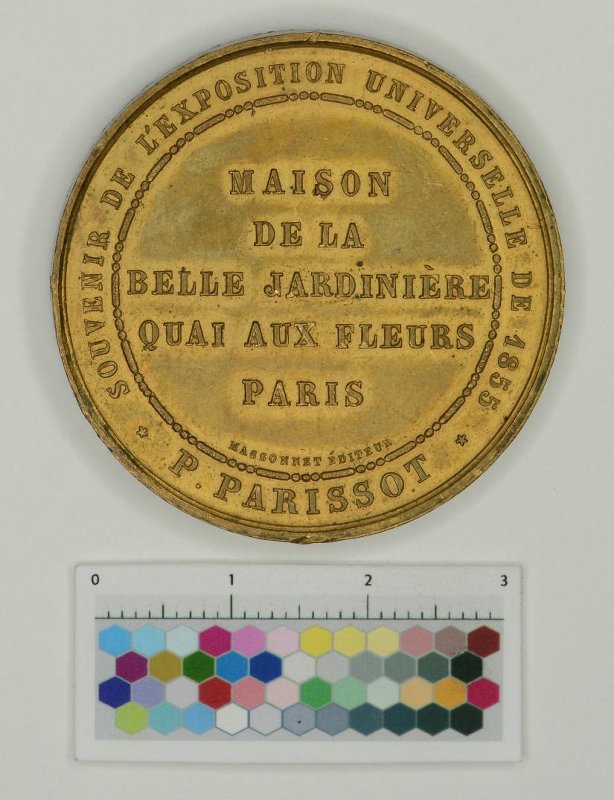 SOUVENIR DE L'EXPOSITION UNIVERSELLE DE 1855
MAISON
DE LA
BELLE JARDINIÈRE
QUAI AUX FLEURS
PARIS
MASSONNET ÉDITEUR
* P. PARISSOT *
0 1 2 3